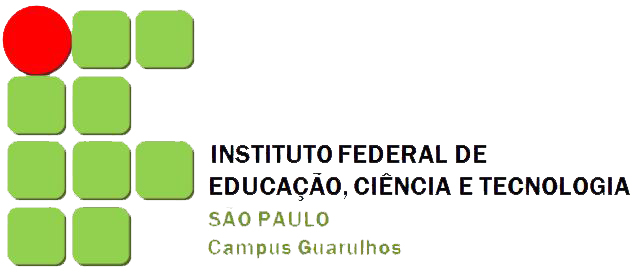 INSTITUTO FEDERAL DE
EDUCAÇÃO, CIÊNCIA E TECNOLOGIA
SÃO PAULO
Campus Guarulhos